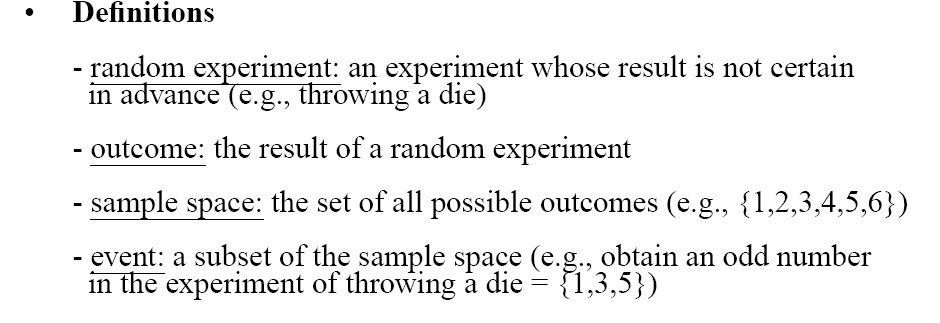 • Definitions
- random experiment: an experiment whose result is not certain
in advance (e.g., throwing a die)
- outcome: the result of a random experiment
- sample space: the set of all possible outcomes (e.g., {1,2,3,4,5,6})
- event: a subset of the sample space (e.g., obtain an odd number
in the experiment of throwing a die = {1,3,5})